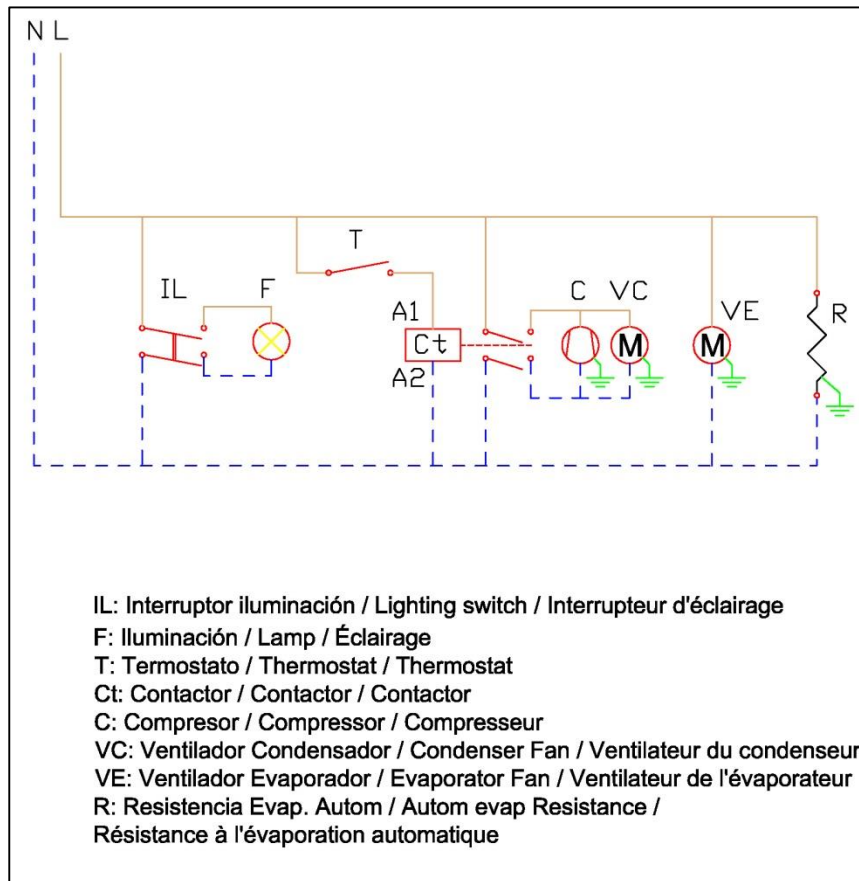 N L
T
IL F A1 C VC VE R
Ct M M
A2
IL: Interruptor iluminación / Lighting switch / Interrupteur d'éclairage
F: Iluminación / Lamp / Éclairage
T: Termostato / Thermostat / Thermostat
Ct: Contactor / Contactor / Contactor
C: Compresor / Compressor / Compresseur
VC: Ventilador Condensador / Condenser Fan / Ventilateur du condenseur
VE: Ventilador Evaporador / Evaporator Fan / Ventilateur de l'évaporateur
R: Resistencia Evap. Autom / Autom evap Resistance /
Résistance à l'évaporation automatique